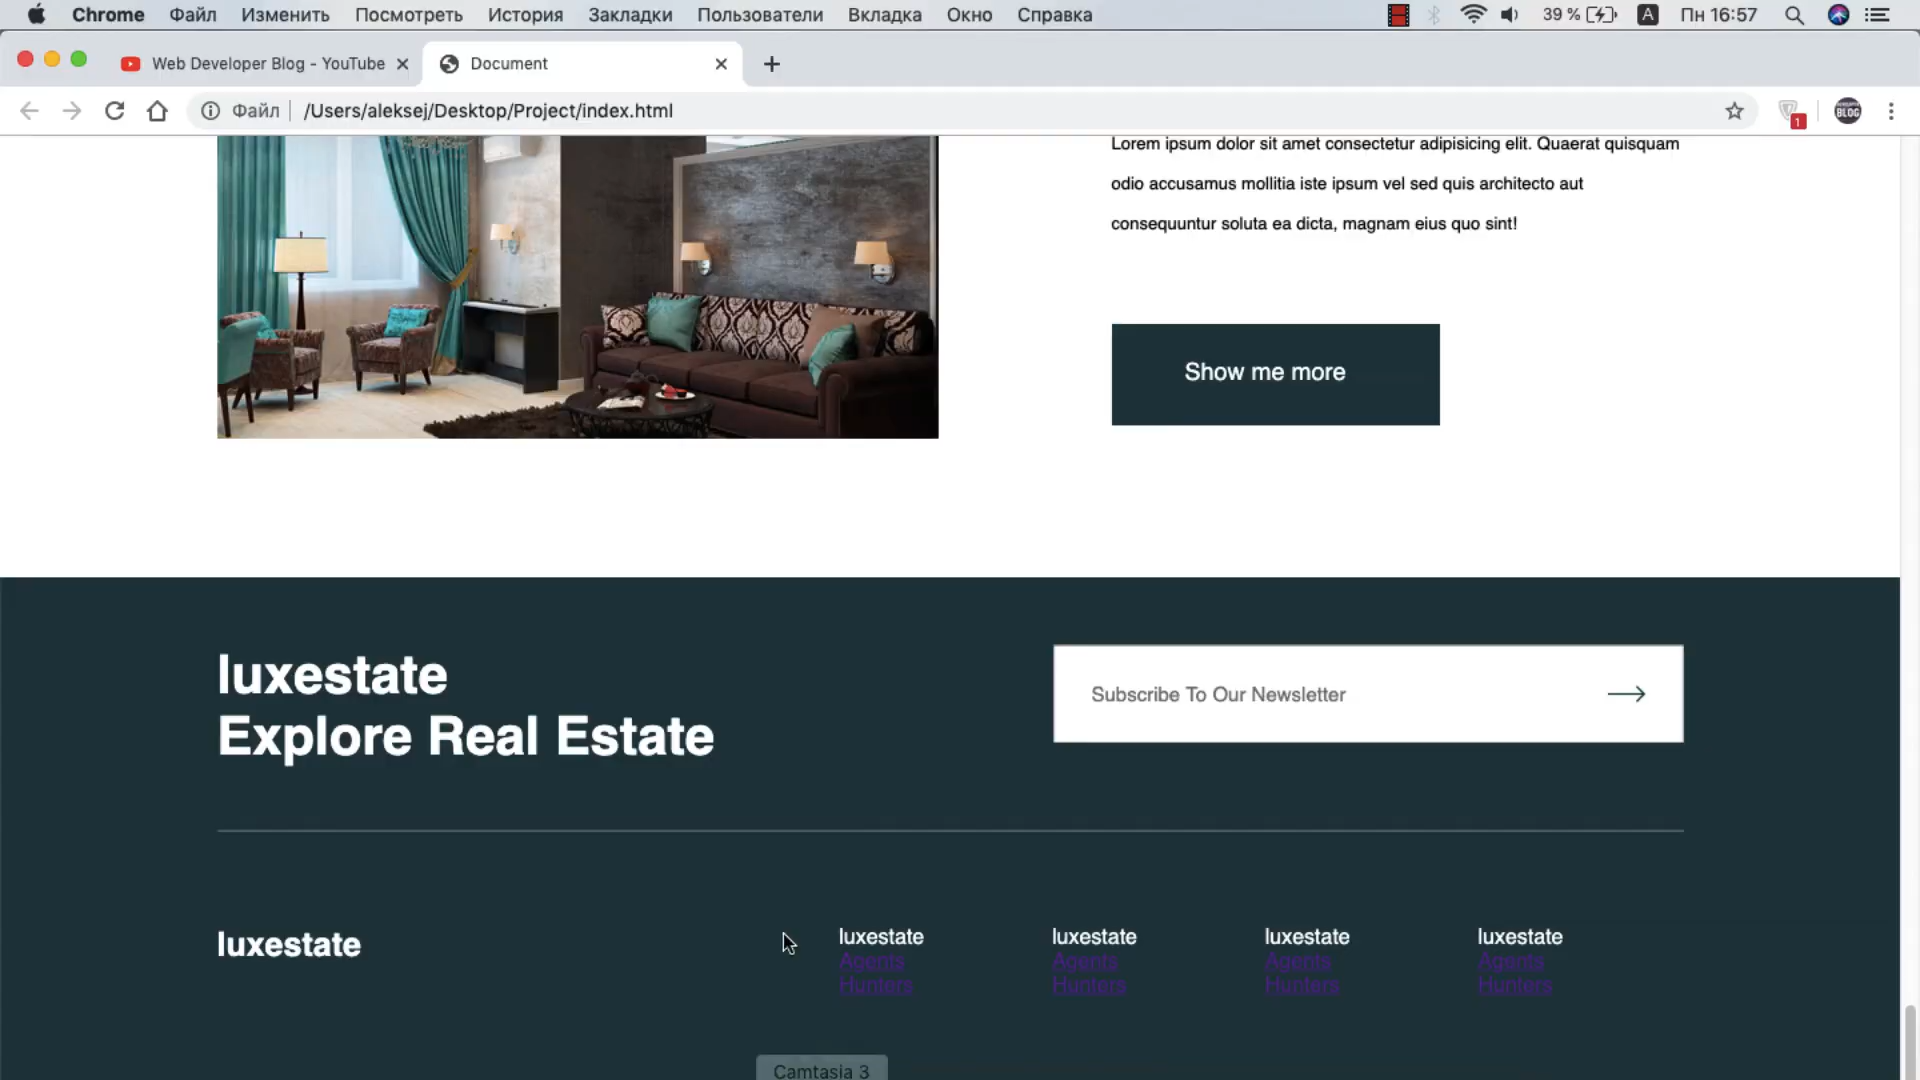 Chrome Файл Изменить Посмотреть История Закладки Пользователи Вкладка Окно Справка 39 % A Пн 16:57
Web Developer Blog - YouTube Document
Файл /Users/aleksej/Desktop/Project/index.html 1 BLOG
Lorem ipsum dolor sit amet consectetur adipisicing elit. Quaerat quisquam
odio accusamus mollitia iste ipsum vel sed quis architecto aut
consequuntur soluta ea dicta, magnam eius quo sint!
Show me more
luxestate
Explore Real Estate
Subscribe To Our Newsletter
luxestate
luxestate luxestate luxestate luxestate
Agents Agents Agents Agents
Hunters Hunters Hunters Hunters
Camtasia 3